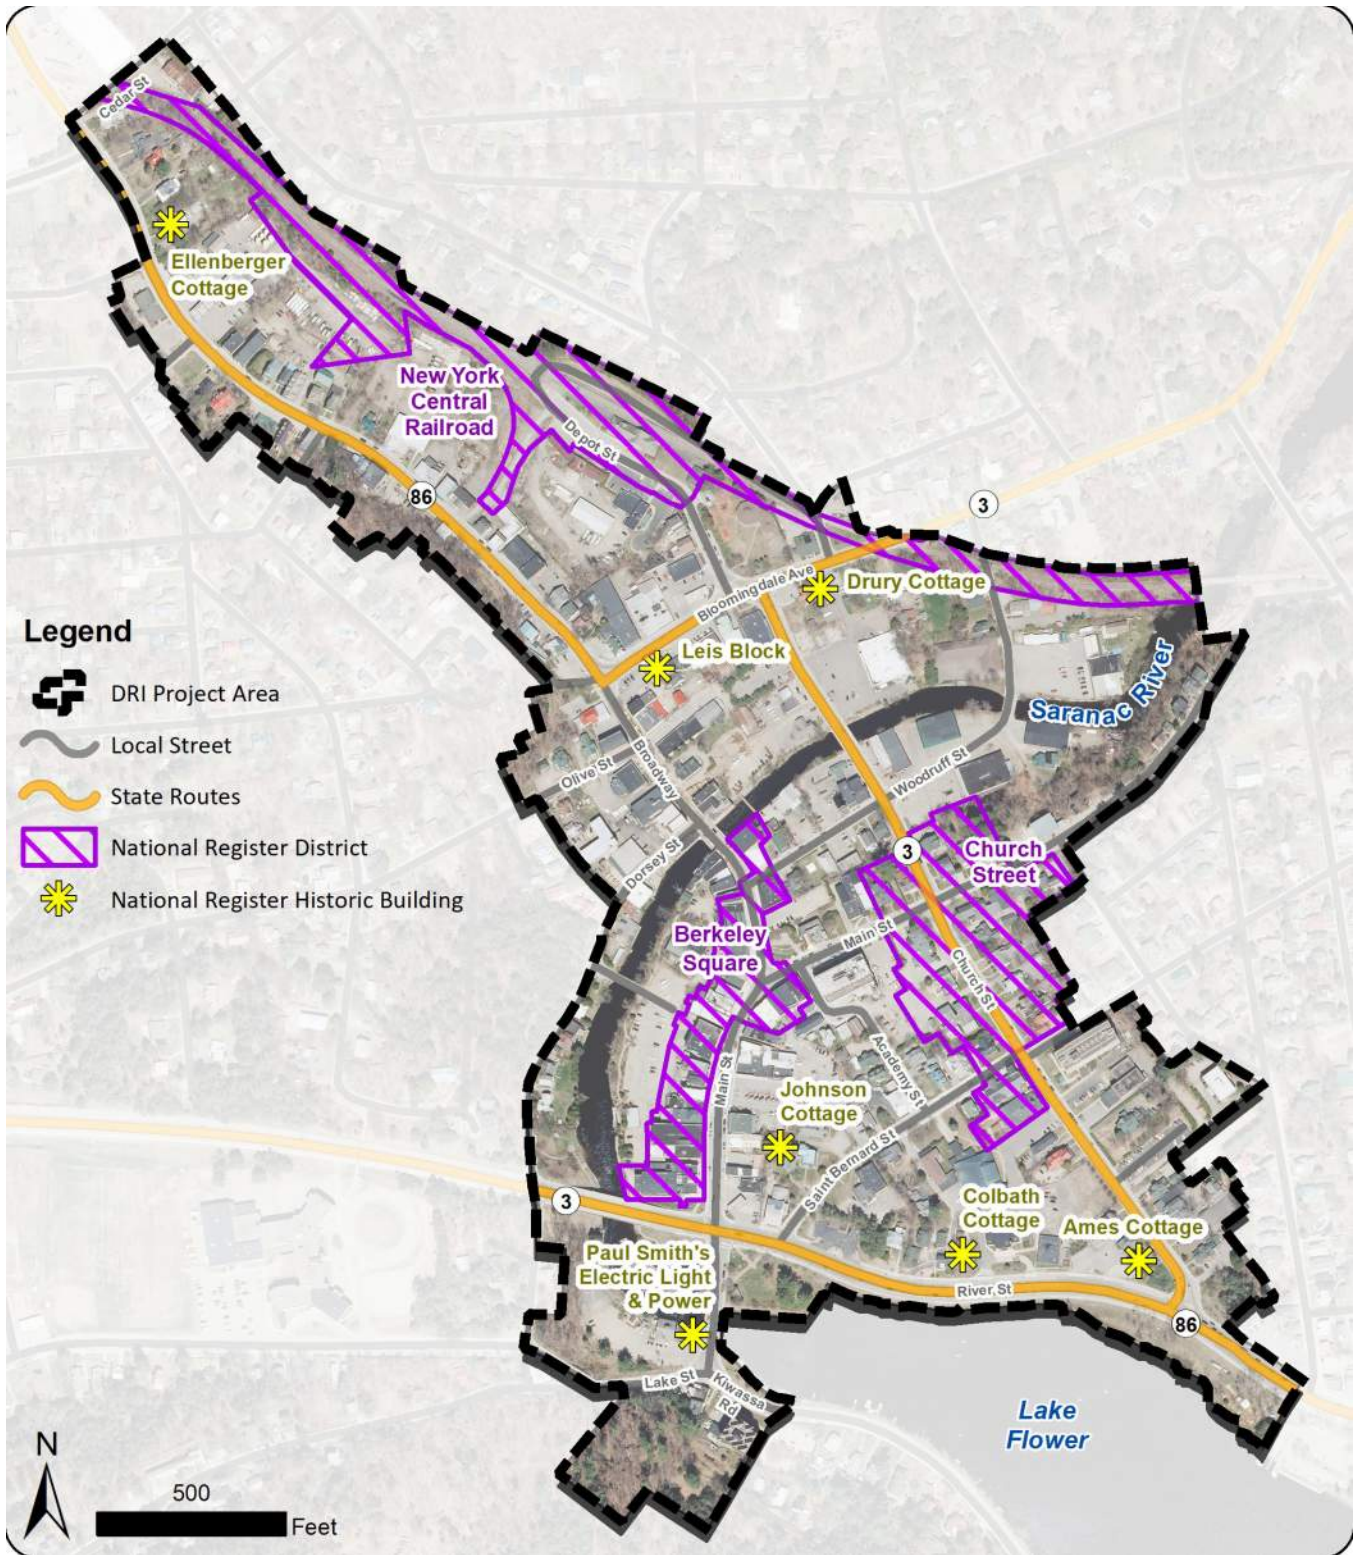 Cedar St
Ellenberger
Cottage
New York
Central
Railroad
Depot St
86
3
Bloomingdale Ave
Drury Cottage
Legend
DRI Project Area
Local Street
State Routes
National Register District
National Register Historic Building
Leis Block
Saranac River
Olive St
Broadway
Woodruff St
Dorsey St
3
Church
Street
Berkeley
Square
Main St
Church St
Academy St
Main St
Johnson
Cottage
Saint Bernard St
3
Colbath
Cottage
Ames Cottage
Paul Smith's
Electric Light
& Power
River St
86
Lake St
Kiwassa
Rd
Lake
Flower
N
500
Feet